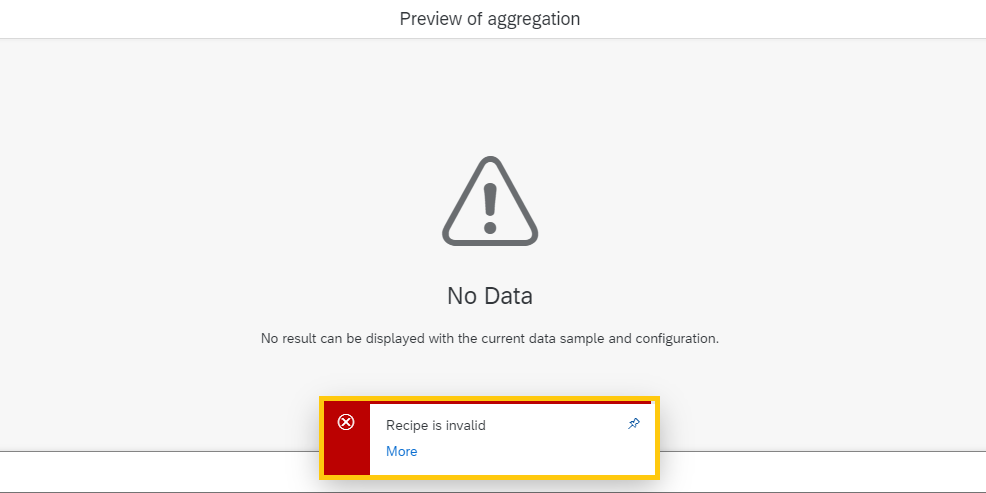 Preview of aggregation
No Data
No result can be displayed with the current data sample and configuration.
Recipe is invalid
More